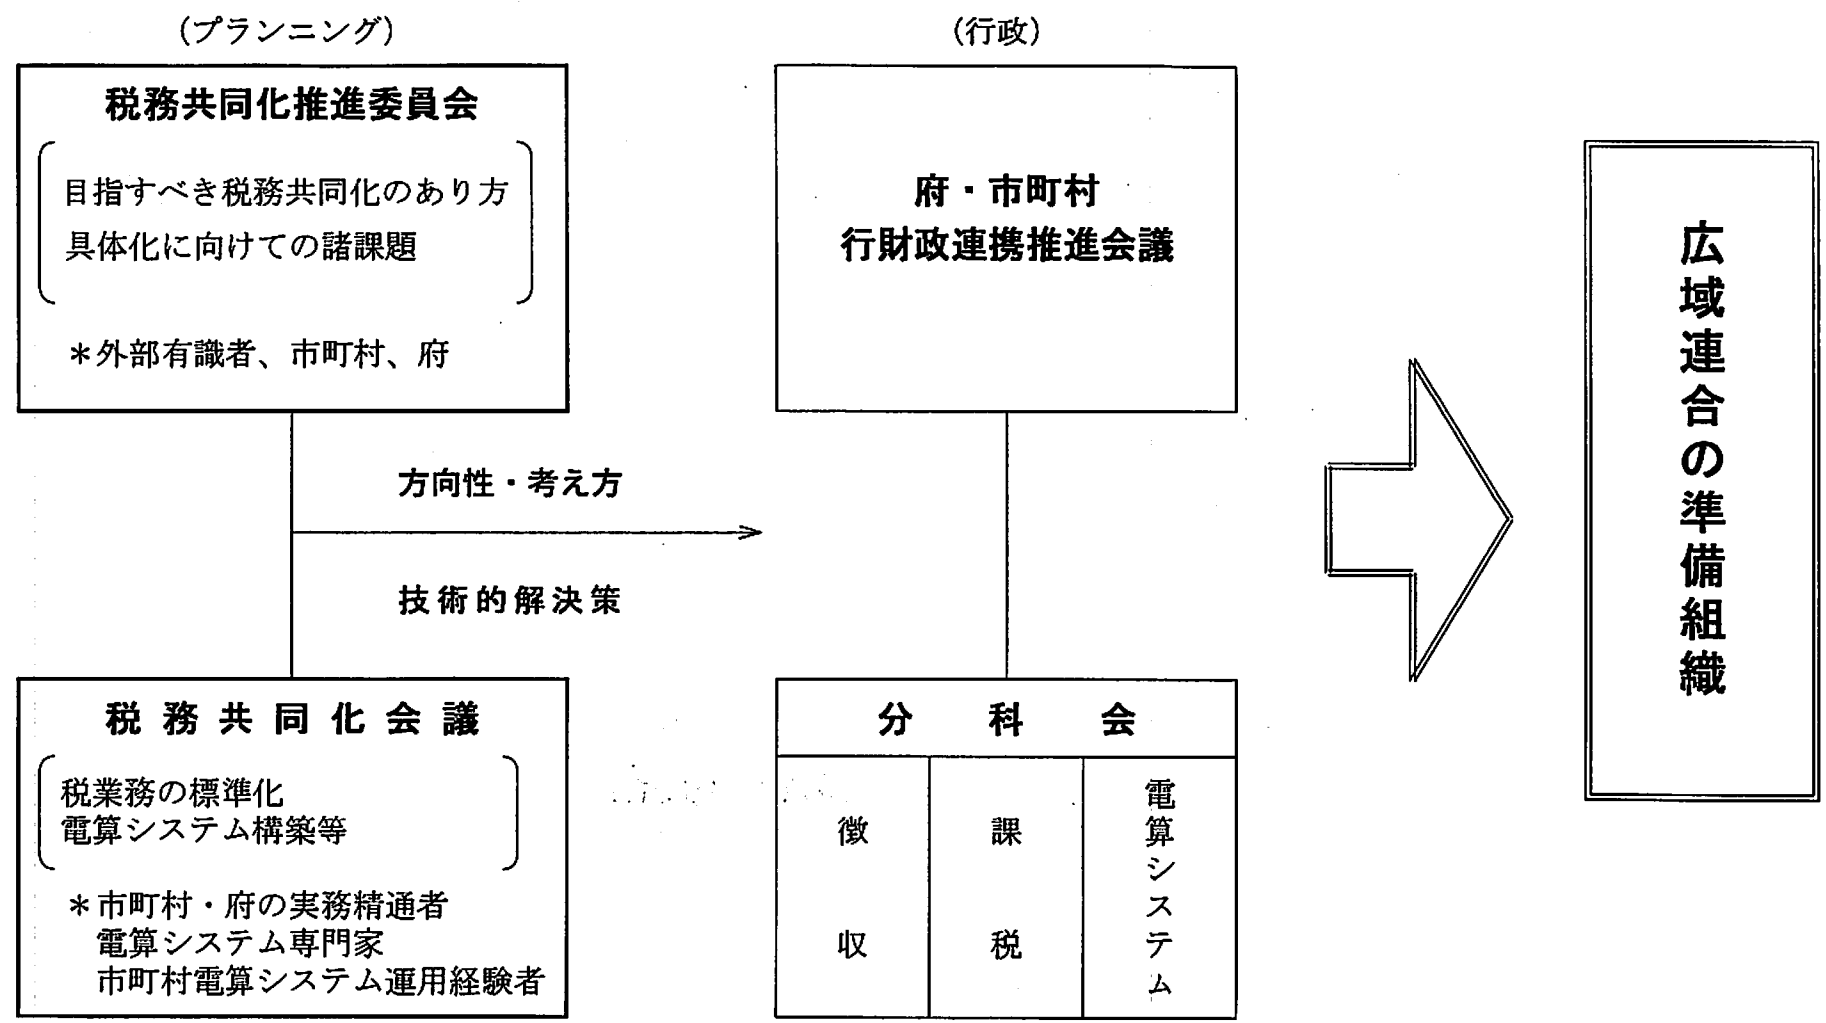 (プランニング)
税務共同化推進委員会
目指すべき税務共同化のあり方
具体化に向けての諸課題
＊外部有識者、市町村、府
方向性・考え方
技術的解決策
税務共同化会議
税業務の標準化
電算システム構築等
＊市町村・府の実務精通者
電算システム専門家
市町村電算システム運用経験者
(行政)
府・市町村
行財政連携推進会議
分科会
徴収
課税
電算システム
広域連合の準備組織